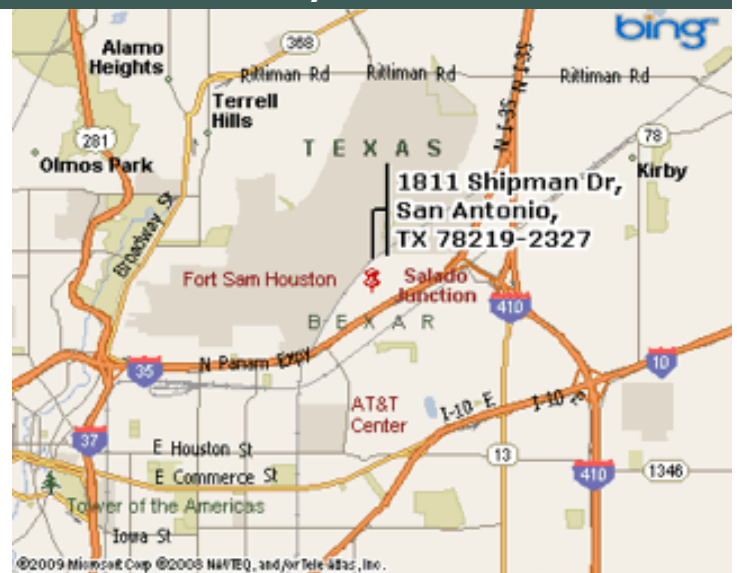 bing
Alamo
Heights
368
Rittiman Rd
Rittiman Rd
Rittiman Rd
Terrell
Hills
N I-35
N I-35
281
TEXAS
78
Olmos Park
Kirby
1811 Shipman Dr,
San Antonio,
TX 78219-2327
Broadway St
Fort Sam Houston
Salado
Junction
410
BEXAR
N Panam Expy
35
10
AT&T
Center
I-10-E
I-10
37
E Houston St
13
E Commerce St
410
1346
Tower of the Americas
Iowa St
©2009 Microsoft Corp ©2008 NAVTEQ, and/or Tele Atlas, Inc.